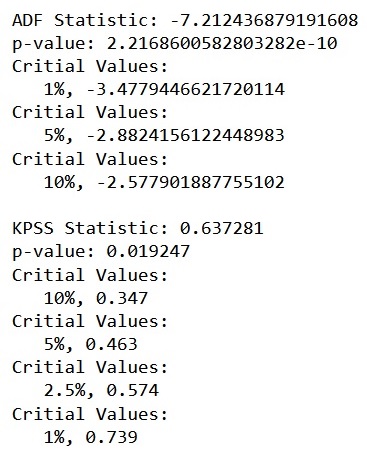 ADF Statistic: -7.212436879191608
p-value: 2.2168600582803282e-10
Critial Values:
1%, -3.4779446621720114
Critial Values:
5%, -2.8824156122448983
Critial Values:
10%, -2.577901887755102
KPSS Statistic: 0.637281
p-value: 0.019247
Critial Values:
10%, 0.347
Critial Values:
5%, 0.463
Critial Values:
2.5%, 0.574
Critial Values:
1%, 0.739